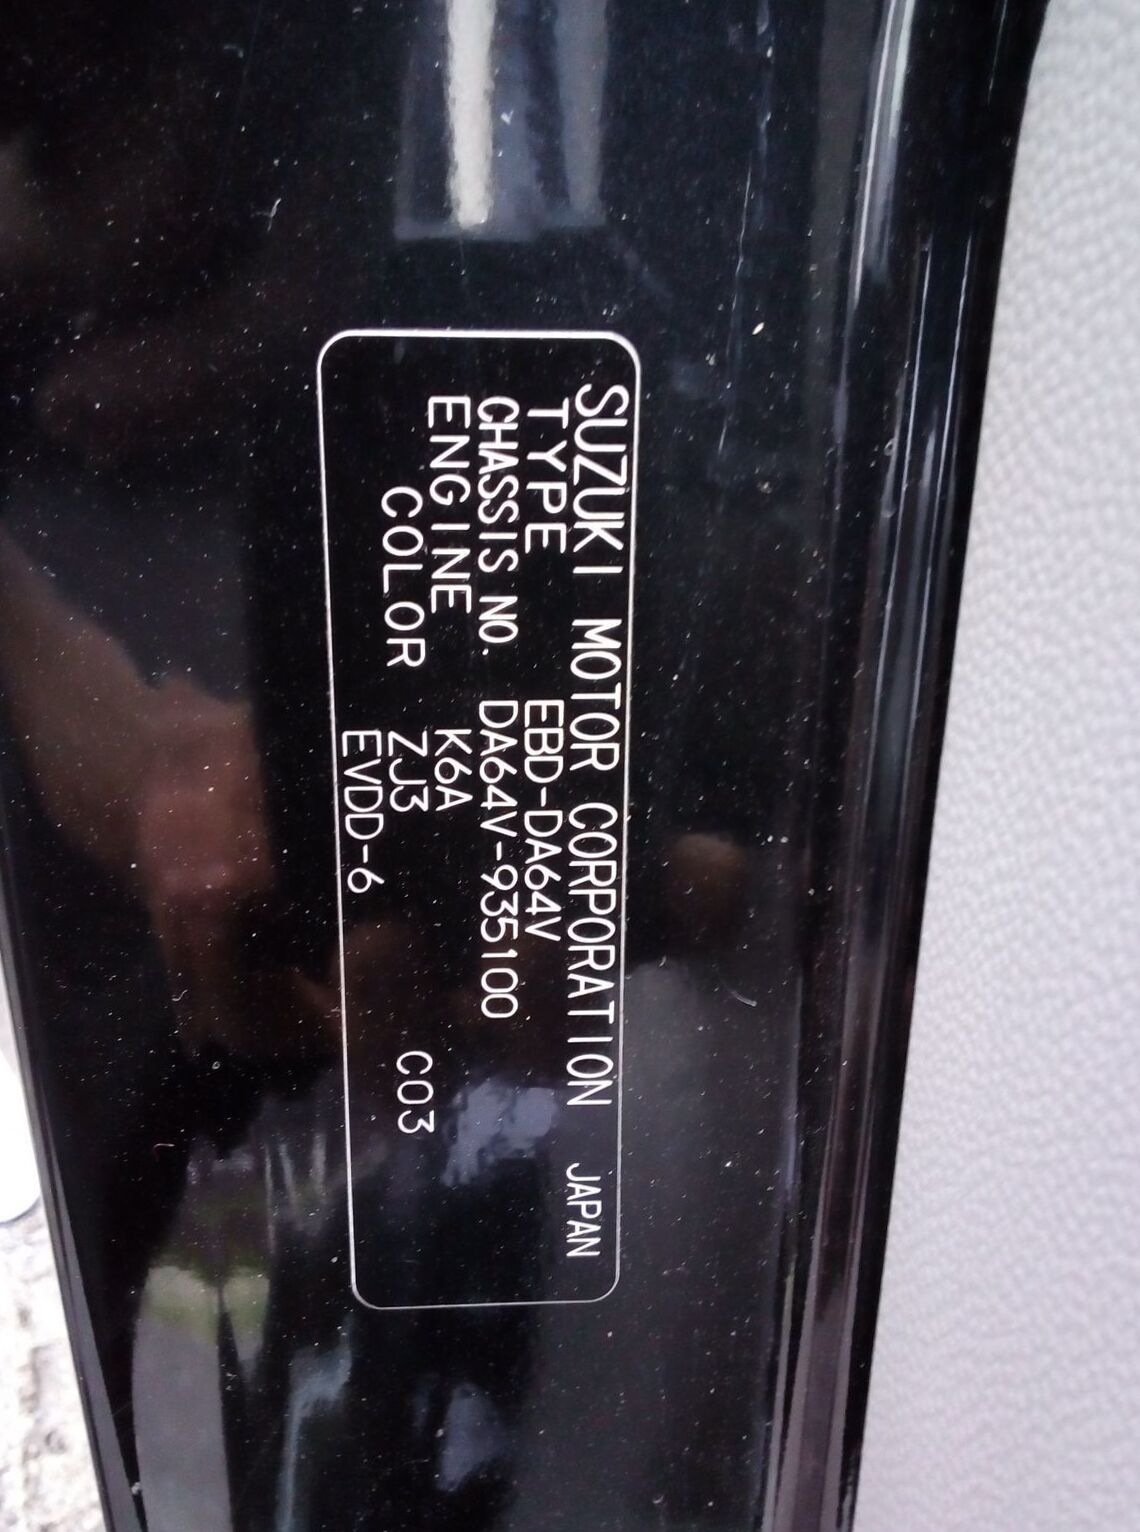 SUZUKI MOTOR CORPORATION JAPAN
TYPE EBD-DA64V
CHASSIS NO. DA64V-935100
ENGINE K6A
COLOR ZJ3 C03
EVDD-6